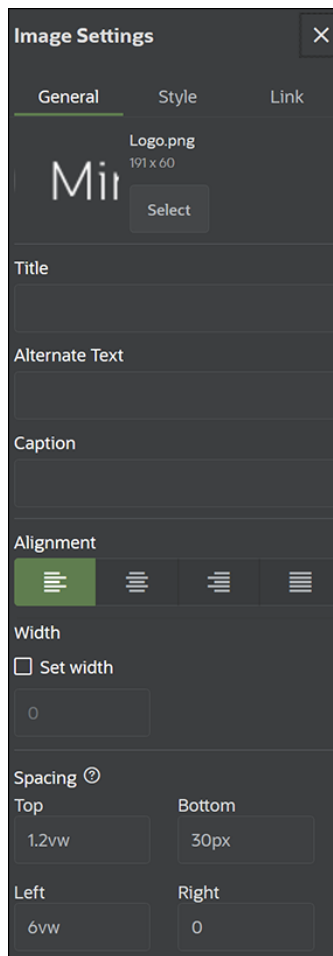 Image Settings
General Style Link
Logo.png
191 x 60
Select
Title
Alternate Text
Caption
Alignment
Width
Set width
0
Spacing
Top Bottom
1.2vw 30px
Left Right
6vw 0